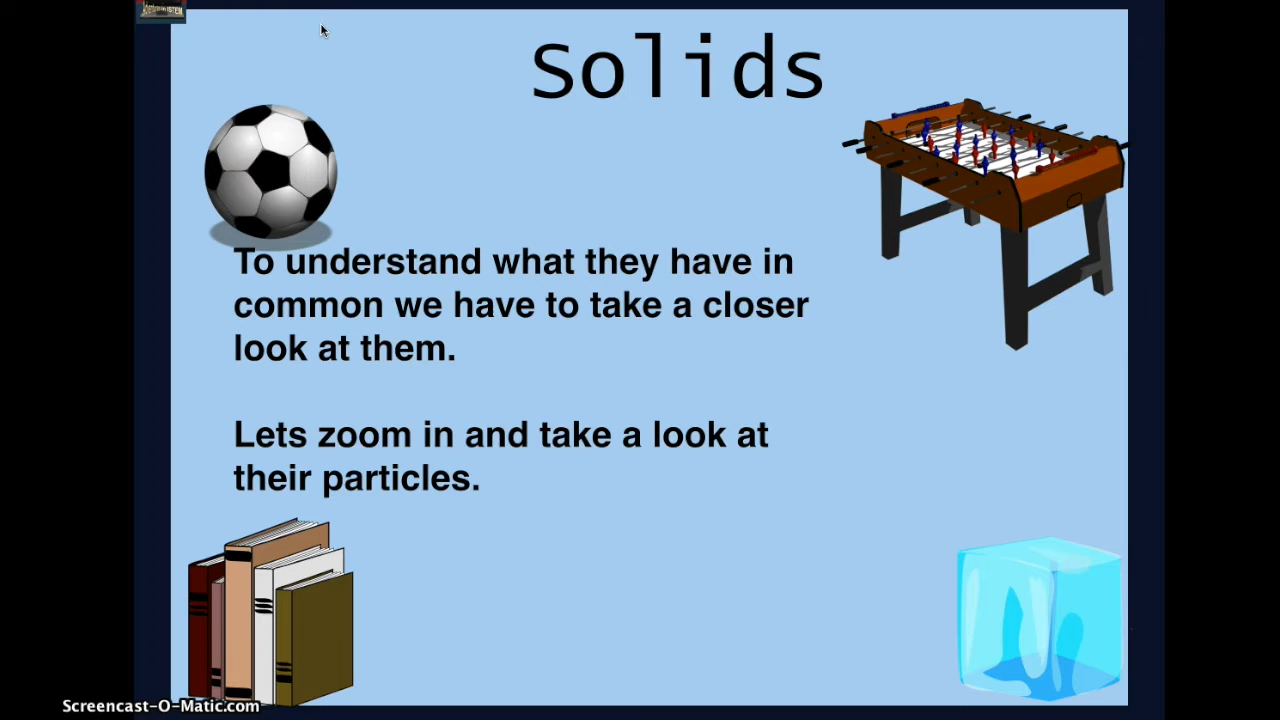 Solids
To understand what they have in
common we have to take a closer
look at them.
Lets zoom in and take a look at
their particles.
Screencast-O-Matic.com